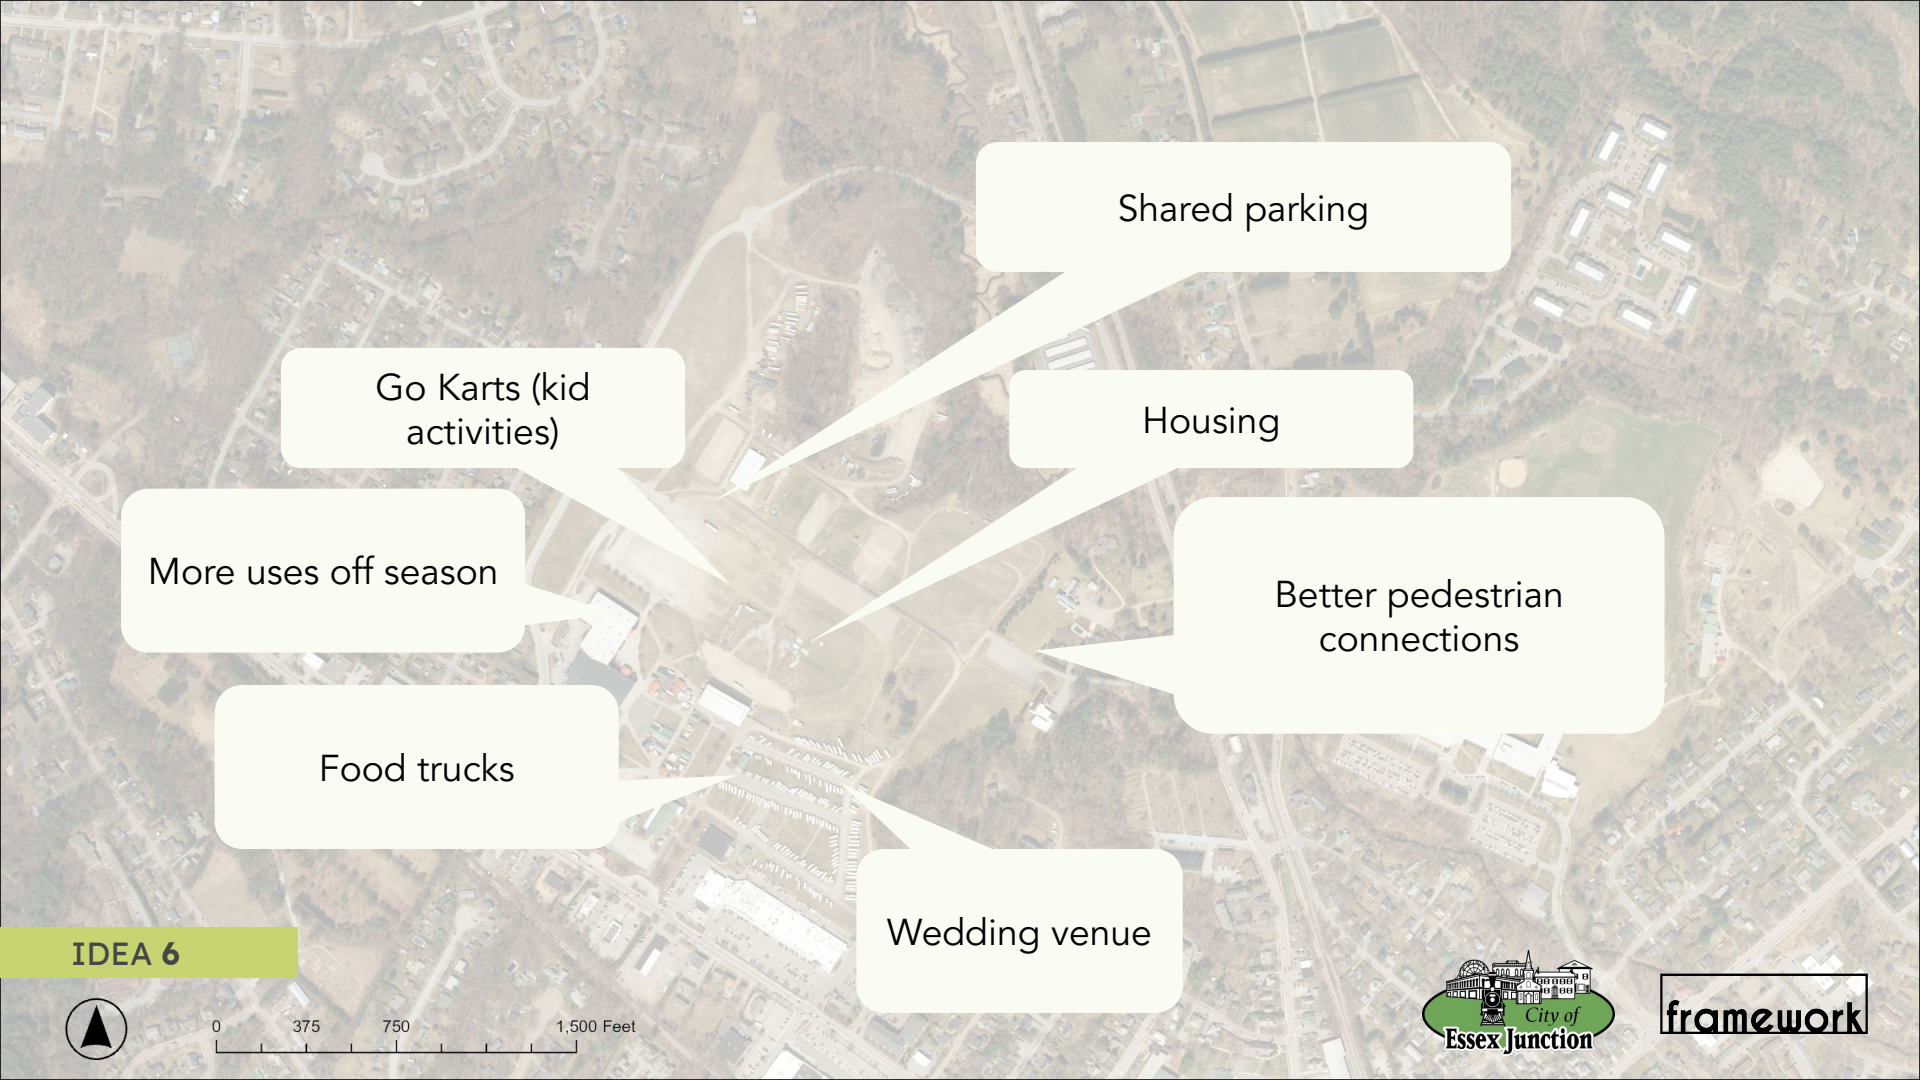 Shared parking
Go Karts (kid
activities)
Housing
More uses off season
Better pedestrian
connections
Food trucks
Wedding venue
IDEA 6
0 375 750 1,500 Feet
City of
Essex Junction
framework